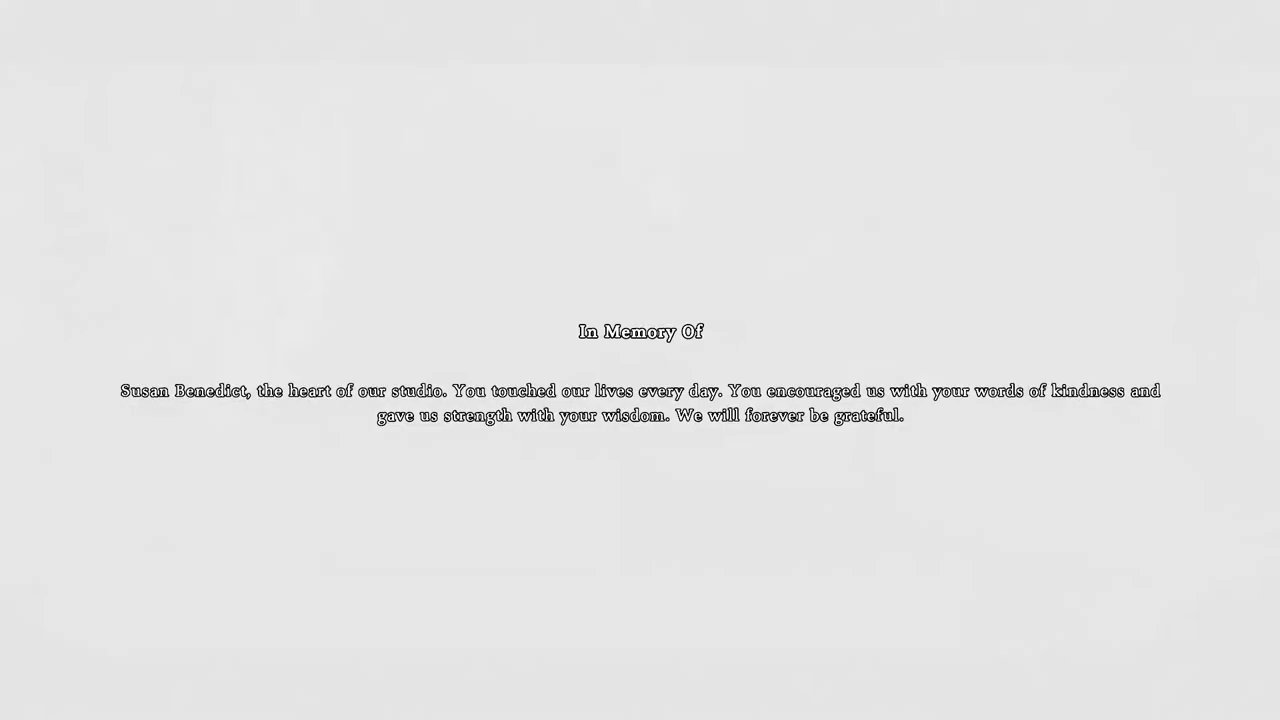 In Memory Of
Susan Benedict, the heart of our studio. You touched our lives every day. You encouraged us with your words of kindness and
gave us strength with your wisdom. We will forever be grateful.